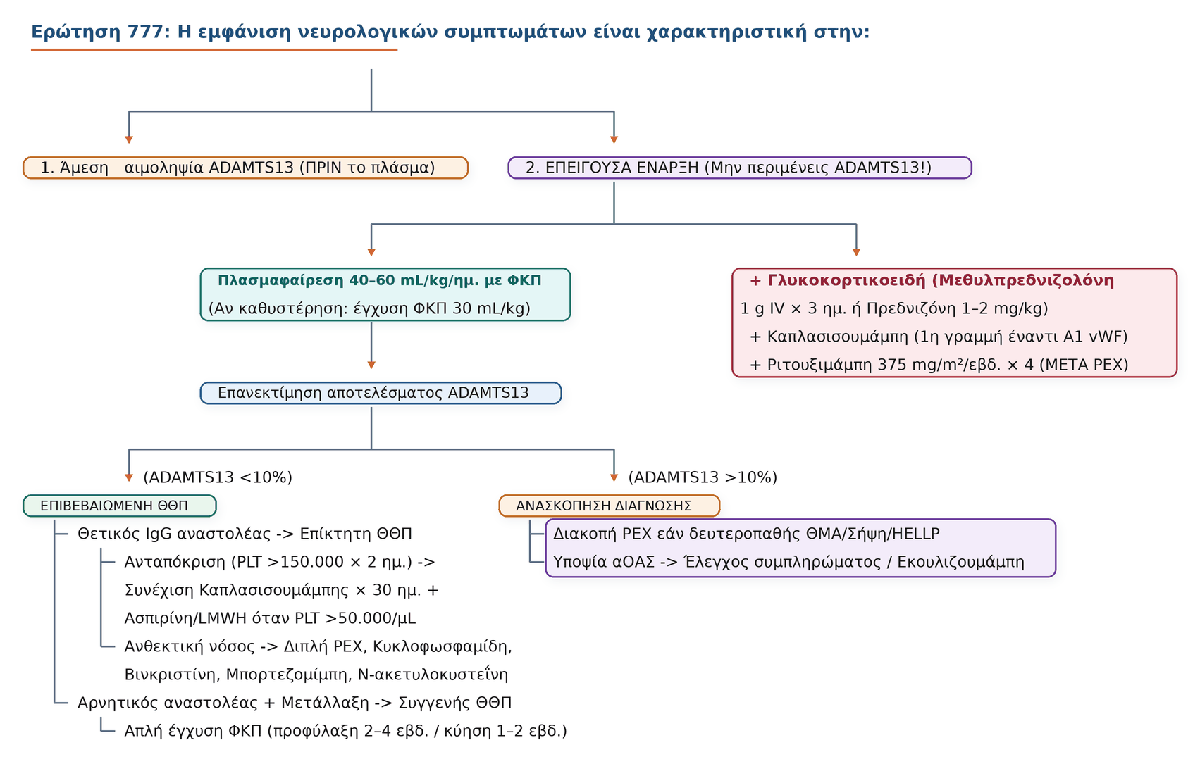 Ερώτηση 777: Η εμφάνιση νευρολογικών συμπτωμάτων είναι χαρακτηριστική στην:
1. Άμεση αιμοληψία ADAMTS13 (ΠΡΙΝ το πλάσμα)
2. ΕΠΕΙΓΟΥΣΑ ΕΝΑΡΞΗ (Μην περιμένεις ADAMTS13!)
Πλασμαφαίρεση 40–60 mL/kg/ημ. με ΦΚΠ
(Αν καθυστέρηση: έγχυση ΦΚΠ 30 mL/kg)
+ Γλυκοκορτικοειδή (Μεθυλπρεδνιζολόνη
1 g IV × 3 ημ. ή Πρεδνιζόνη 1–2 mg/kg)
+ Καπλασισουμάμπη (1η γραμμή έναντι A1 vWF)
+ Ριτουξιμάμπη 375 mg/m²/εβδ. × 4 (ΜΕΤΑ PEX)
Επανεκτίμηση αποτελέσματος ADAMTS13
(ADAMTS13 <10%)
(ADAMTS13 >10%)
ΕΠΙΒΕΒΑΙΩΜΕΝΗ ΘΘΠ
Θετικός IgG αναστολέας -> Επίκτητη ΘΘΠ
Ανταπόκριση (PLT >150.000 × 2 ημ.) ->
Συνέχιση Καπλασισουμάμπης × 30 ημ. +
Ασπιρίνη/LMWH όταν PLT >50.000/μL
Ανθεκτική νόσος -> Διπλή PEX, Κυκλοφωσφαμίδη,
Βινκριστίνη, Μπορτεζομίμπη, Ν-ακετυλοκυστεΐνη
Αρνητικός αναστολέας + Μετάλλαξη -> Συγγενής ΘΘΠ
Απλή έγχυση ΦΚΠ (προφύλαξη 2–4 εβδ. / κύηση 1–2 εβδ.)
ΑΝΑΣΚΟΠΗΣΗ ΔΙΑΓΝΩΣΗΣ
Διακοπή PEX εάν δευτεροπαθής ΘΜΑ/Σήψη/HELLP
Υποψία αΟΑΣ -> Έλεγχος συμπληρώματος / Εκουλιζουμάμπη